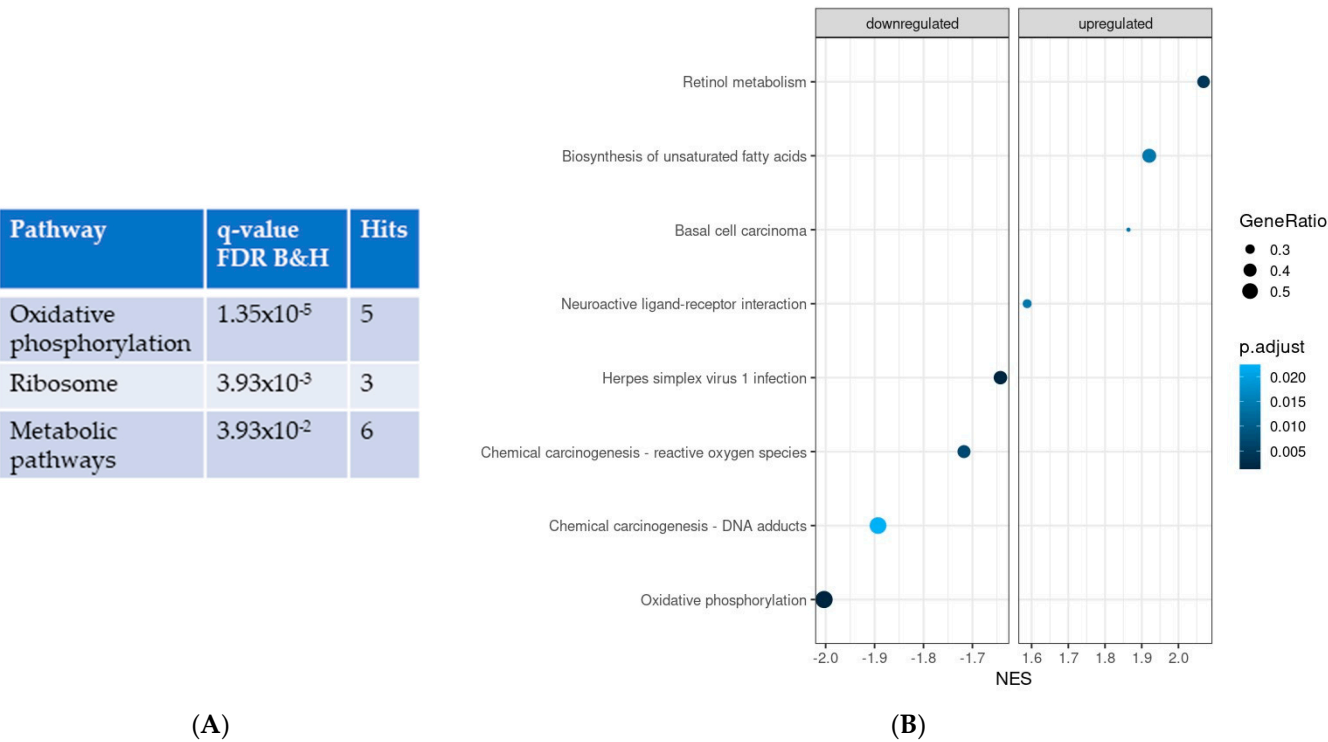 Pathway q-value FDR B&H Hits
Oxidative phosphorylation 1.35x10⁻⁵ 5
Ribosome 3.93x10⁻³ 3
Metabolic pathways 3.93x10⁻² 6
(A)
downregulated upregulated
Retinol metabolism
Biosynthesis of unsaturated fatty acids
Basal cell carcinoma
Neuroactive ligand-receptor interaction
Herpes simplex virus 1 infection
Chemical carcinogenesis - reactive oxygen species
Chemical carcinogenesis - DNA adducts
Oxidative phosphorylation
-2.0 -1.9 -1.8 -1.7 1.6 1.7 1.8 1.9 2.0
NES
GeneRatio
0.3
0.4
0.5
p.adjust
0.020
0.015
0.010
0.005
(B)